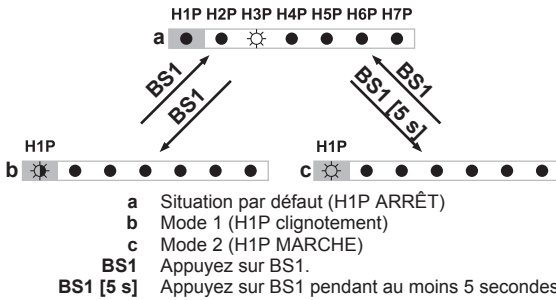 H1P H2P H3P H4P H5P H6P H7P
a
BS1
BS1
BS1
BS1 [5 s]
H1P
H1P
b
c
a Situation par défaut (H1P ARRÊT)
b Mode 1 (H1P clignotement)
c Mode 2 (H1P MARCHE)
BS1 Appuyez sur BS1.
BS1 [5 s] Appuyez sur BS1 pendant au moins 5 secondes